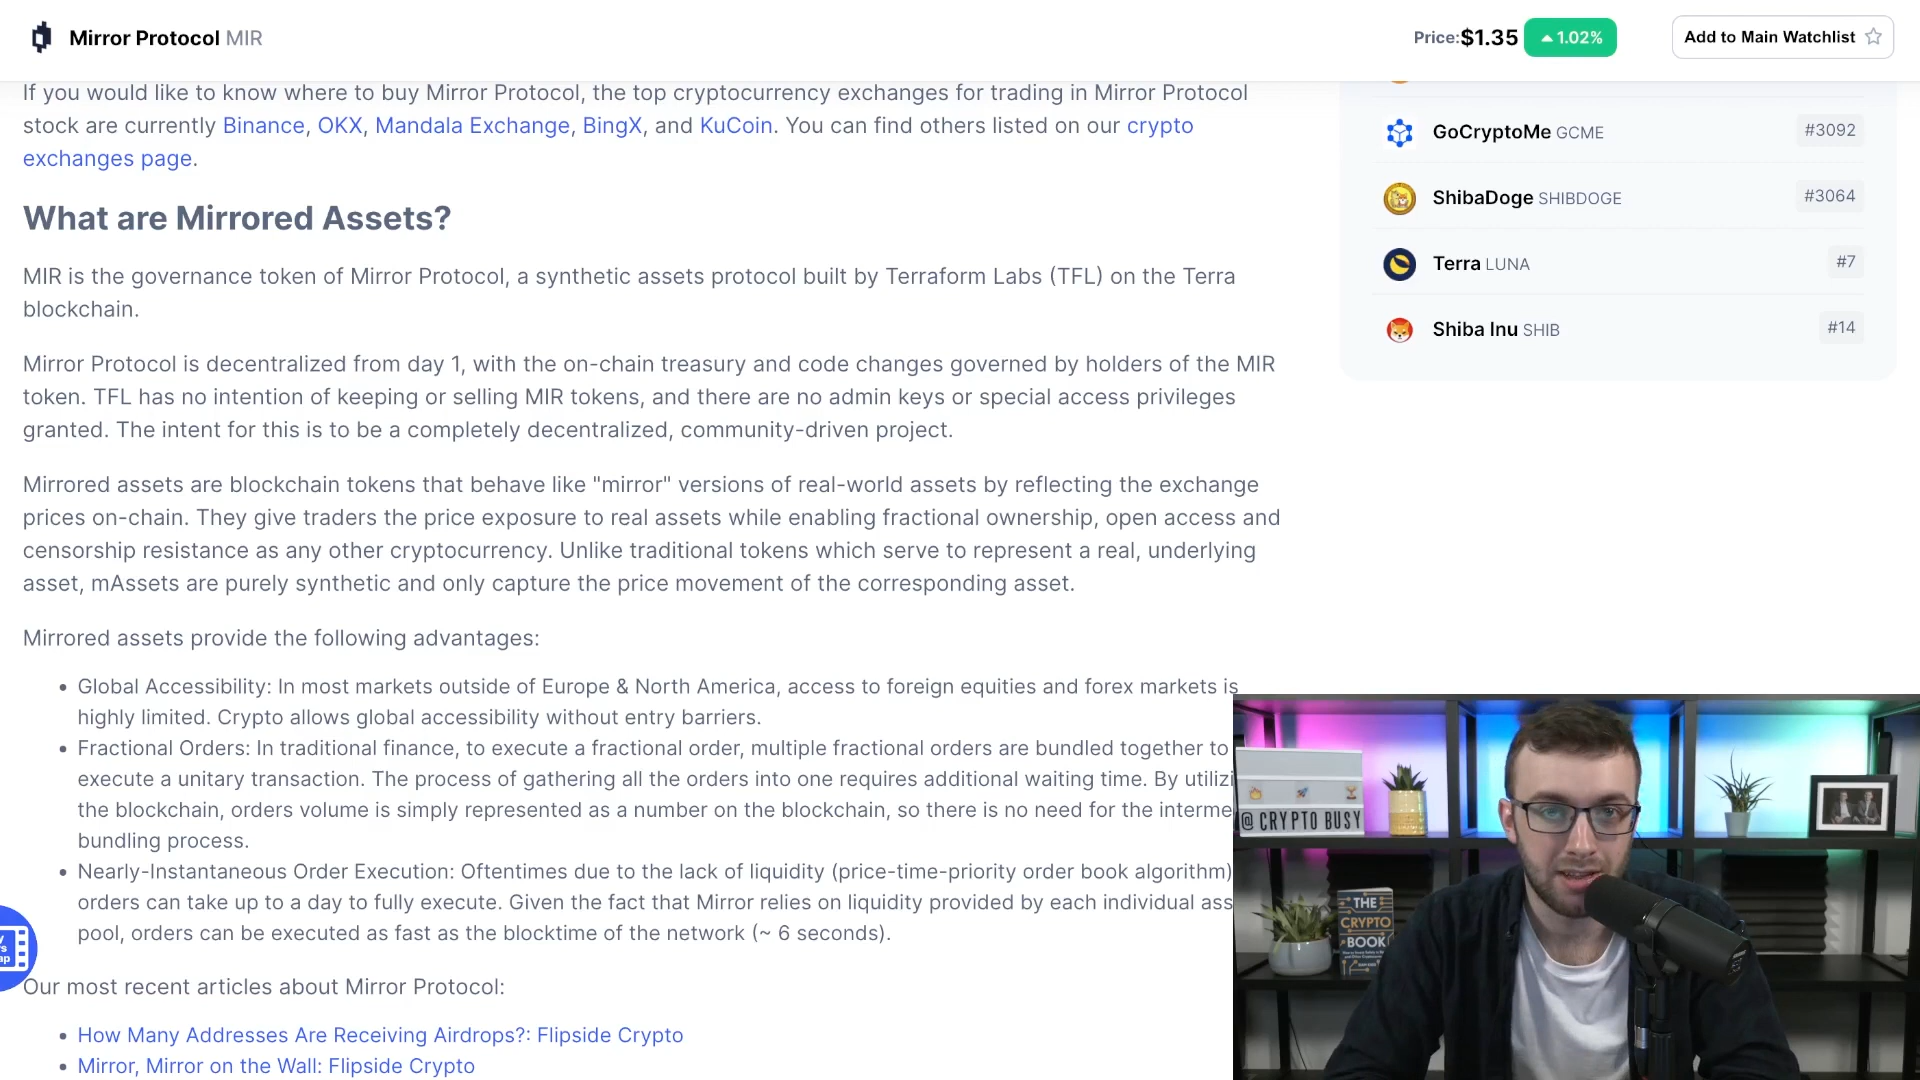 Mirror Protocol MIR
Price:$1.35 1.02%
Add to Main Watchlist
If you would like to know where to buy Mirror Protocol, the top cryptocurrency exchanges for trading in Mirror Protocol
stock are currently Binance, OKX, Mandala Exchange, BingX, and KuCoin. You can find others listed on our crypto
exchanges page.
What are Mirrored Assets?
MIR is the governance token of Mirror Protocol, a synthetic assets protocol built by Terraform Labs (TFL) on the Terra
blockchain.
Mirror Protocol is decentralized from day 1, with the on-chain treasury and code changes governed by holders of the MIR
token. TFL has no intention of keeping or selling MIR tokens, and there are no admin keys or special access privileges
granted. The intent for this is to be a completely decentralized, community-driven project.
Mirrored assets are blockchain tokens that behave like "mirror" versions of real-world assets by reflecting the exchange
prices on-chain. They give traders the price exposure to real assets while enabling fractional ownership, open access and
censorship resistance as any other cryptocurrency. Unlike traditional tokens which serve to represent a real, underlying
asset, mAssets are purely synthetic and only capture the price movement of the corresponding asset.
Mirrored assets provide the following advantages:
• Global Accessibility: In most markets outside of Europe & North America, access to foreign equities and forex markets is
highly limited. Crypto allows global accessibility without entry barriers.
• Fractional Orders: In traditional finance, to execute a fractional order, multiple fractional orders are bundled together to
execute a unitary transaction. The process of gathering all the orders into one requires additional waiting time. By utilizi
the blockchain, orders volume is simply represented as a number on the blockchain, so there is no need for the interme
bundling process.
• Nearly-Instantaneous Order Execution: Oftentimes due to the lack of liquidity (price-time-priority order book algorithm)
orders can take up to a day to fully execute. Given the fact that Mirror relies on liquidity provided by each individual ass
pool, orders can be executed as fast as the blocktime of the network (~ 6 seconds).
Our most recent articles about Mirror Protocol:
• How Many Addresses Are Receiving Airdrops?: Flipside Crypto
• Mirror, Mirror on the Wall: Flipside Crypto
GoCryptoMe GCME #3092
ShibaDoge SHIBDOGE #3064
Terra LUNA #7
Shiba Inu SHIB #14
@ CRYPTO BUSY
THE
CRYPTO
BOOK